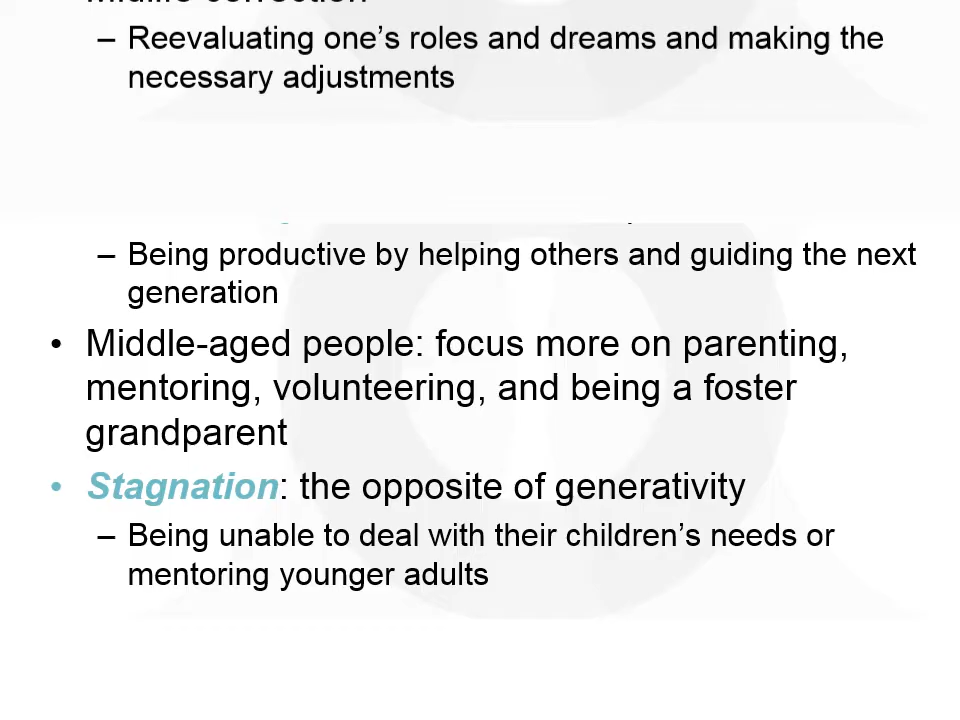 – Reevaluating one’s roles and dreams and making the
necessary adjustments
– Being productive by helping others and guiding the next
generation
• Middle-aged people: focus more on parenting,
mentoring, volunteering, and being a foster
grandparent
• Stagnation: the opposite of generativity
– Being unable to deal with their children’s needs or
mentoring younger adults